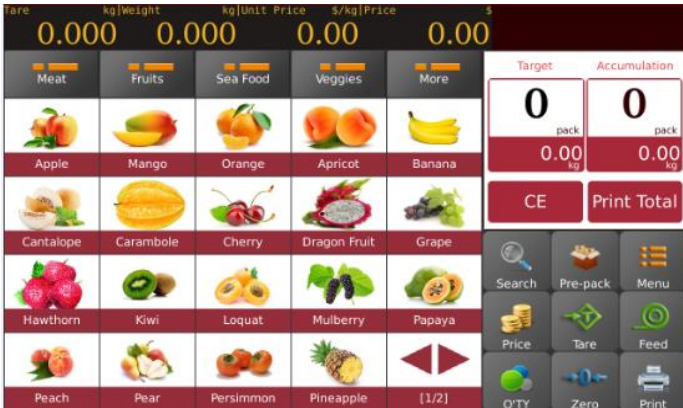 Tare kg|Weight kg|Unit Price $/kg|Price $
0.000 0.000 0.00 0.00
Meat Fruits Sea Food Veggies More
Target Accumulation
0 0
pack pack
0.00 0.00
kg kg
CE Print Total
Apple Mango Orange Apricot Banana
Cantalope Carambole Cherry Dragon Fruit Grape
Hawthorn Kiwi Loquat Mulberry Papaya
Peach Pear Persimmon Pineapple [1/2]
Search Pre-pack Menu
T
Price Tare Feed
0
Q'TY Zero Print